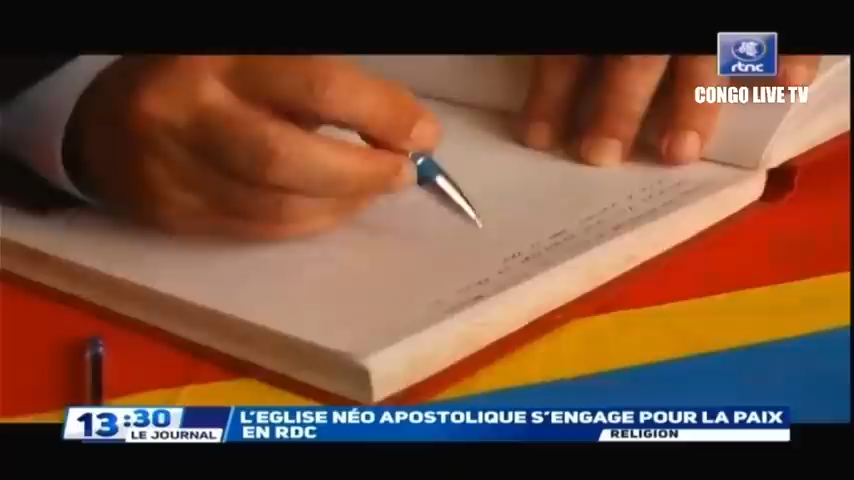 rtnc
CONGO LIVE TV
13:30
LE JOURNAL
L'EGLISE NÉO APOSTOLIQUE S'ENGAGE POUR LA PAIX
EN RDC
RELIGION